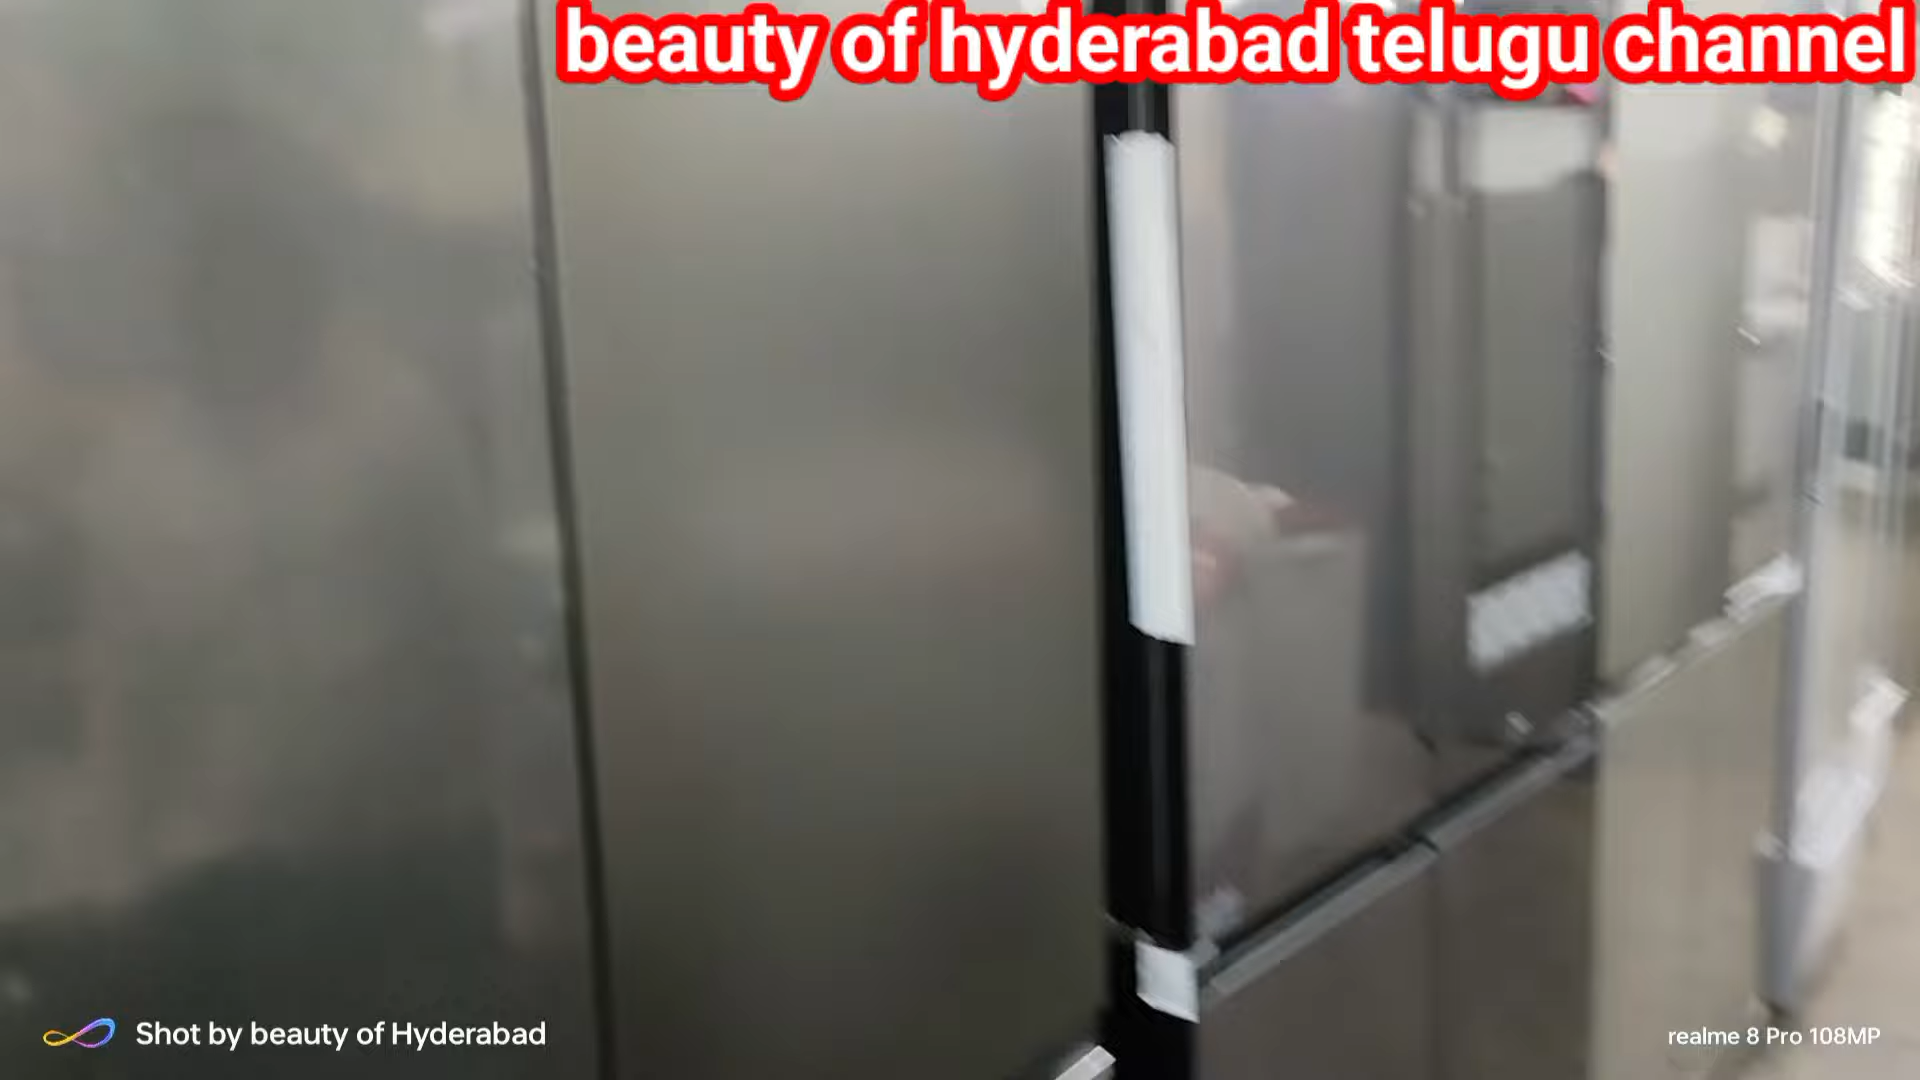 beauty of hyderabad telugu channel
Shot by beauty of Hyderabad
realme 8 Pro 108MP